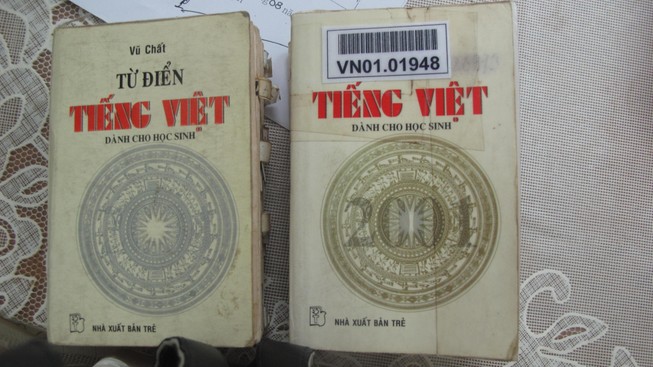 Vũ Chất
TỪ ĐIỂN
TIẾNG VIỆT
DÀNH CHO HỌC SINH
NHÀ XUẤT BẢN TRẺ
VN01.01948
TIẾNG VIỆT
DÀNH CHO HỌC SINH
2001
NHÀ XUẤT BẢN TRẺ